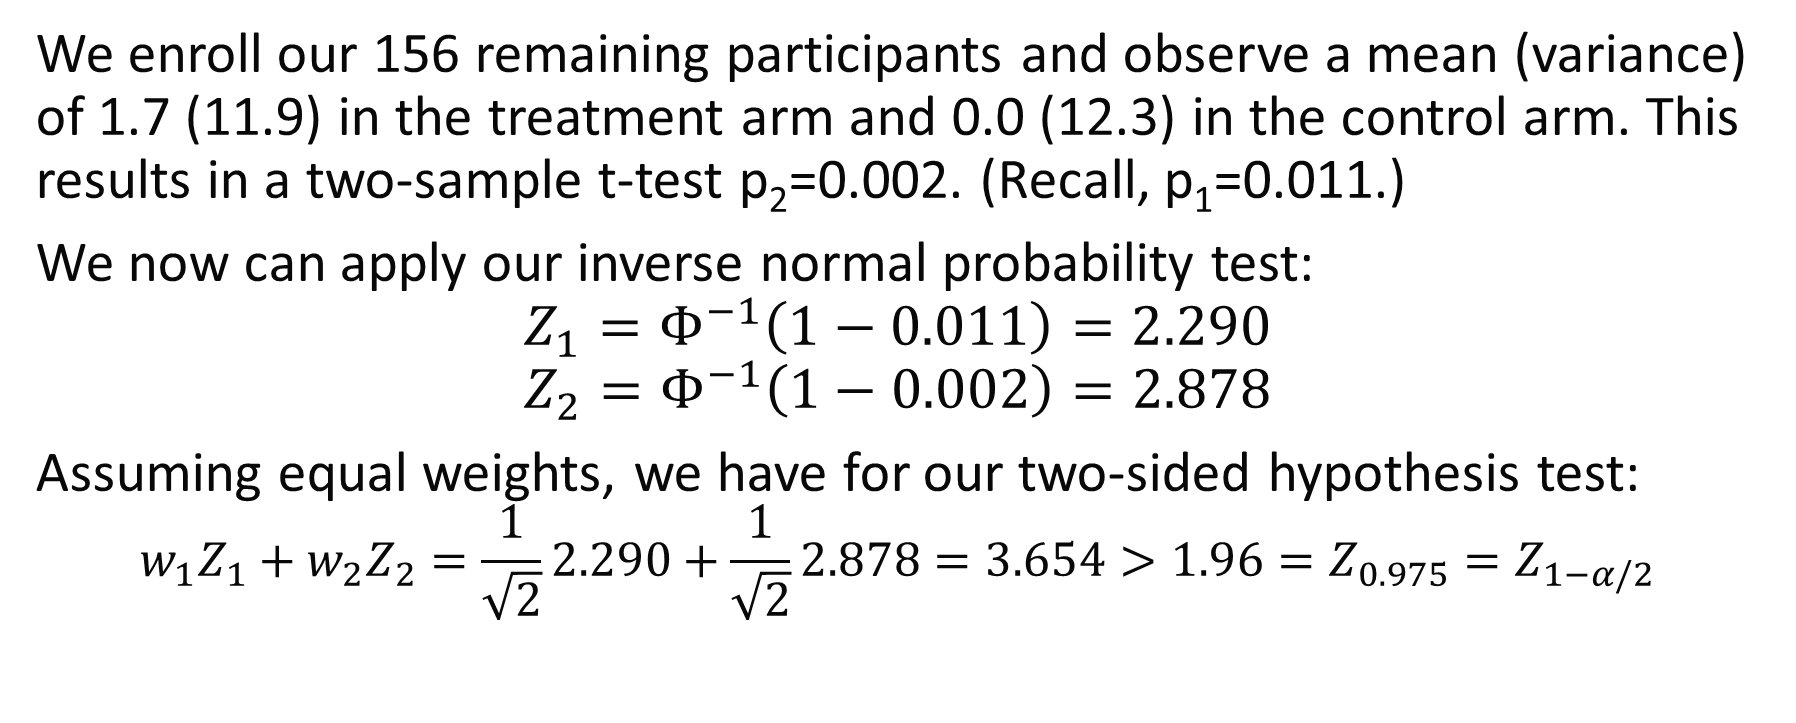 We enroll our 156 remaining participants and observe a mean (variance)
of 1.7 (11.9) in the treatment arm and 0.0 (12.3) in the control arm. This
results in a two-sample t-test p₂=0.002. (Recall, p₁=0.011.)
We now can apply our inverse normal probability test:
Z₁ = Φ⁻¹(1 − 0.011) = 2.290
Z₂ = Φ⁻¹(1 − 0.002) = 2.878
Assuming equal weights, we have for our two-sided hypothesis test:
w₁Z₁ + w₂Z₂ = 1/√2 2.290 + 1/√2 2.878 = 3.654 > 1.96 = Z₀.₉₇₅ = Z₁₋α/₂